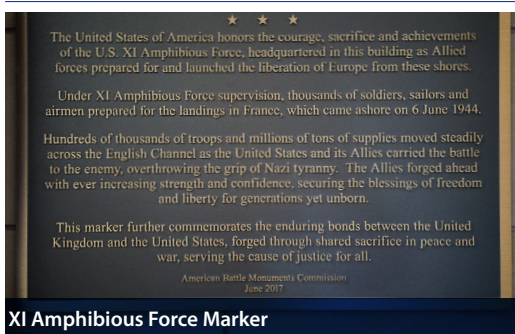 The United States of America honors the courage, sacrifice and achievements
of the U.S. XI Amphibious Force, headquartered in this building as Allied
forces prepared for and launched the liberation of Europe from these shores.
Under XI Amphibious Force supervision, thousands of soldiers, sailors and
airmen prepared for the landings in France, which came ashore on 6 June 1944.
Hundreds of thousands of troops and millions of tons of supplies moved steadily
across the English Channel as the United States and its Allies carried the battle
to the enemy, overthrowing the grip of Nazi tyranny. The Allies forged ahead
with ever increasing strength and confidence, securing the blessings of freedom
and liberty for generations yet unborn.
This marker further commemorates the enduring bonds between the United
Kingdom and the United States, forged through shared sacrifice in peace and
war, serving the cause of justice for all.
American Battle Monuments Commission
June 2017
XI Amphibious Force Marker